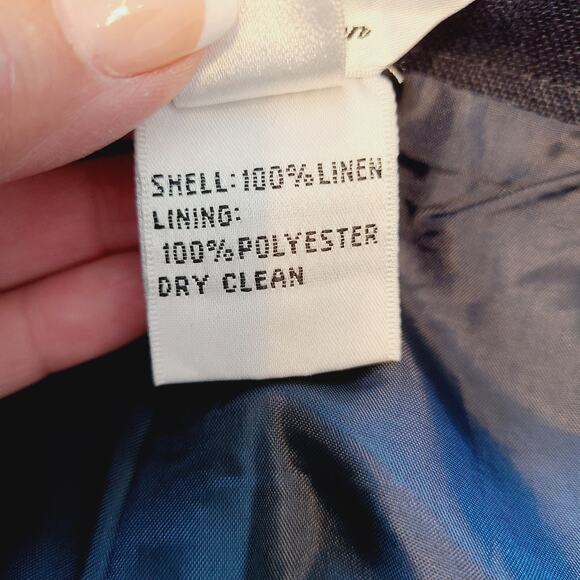 SHELL:100%LINEN
LINING:
100%POLYESTER
DRY CLEAN